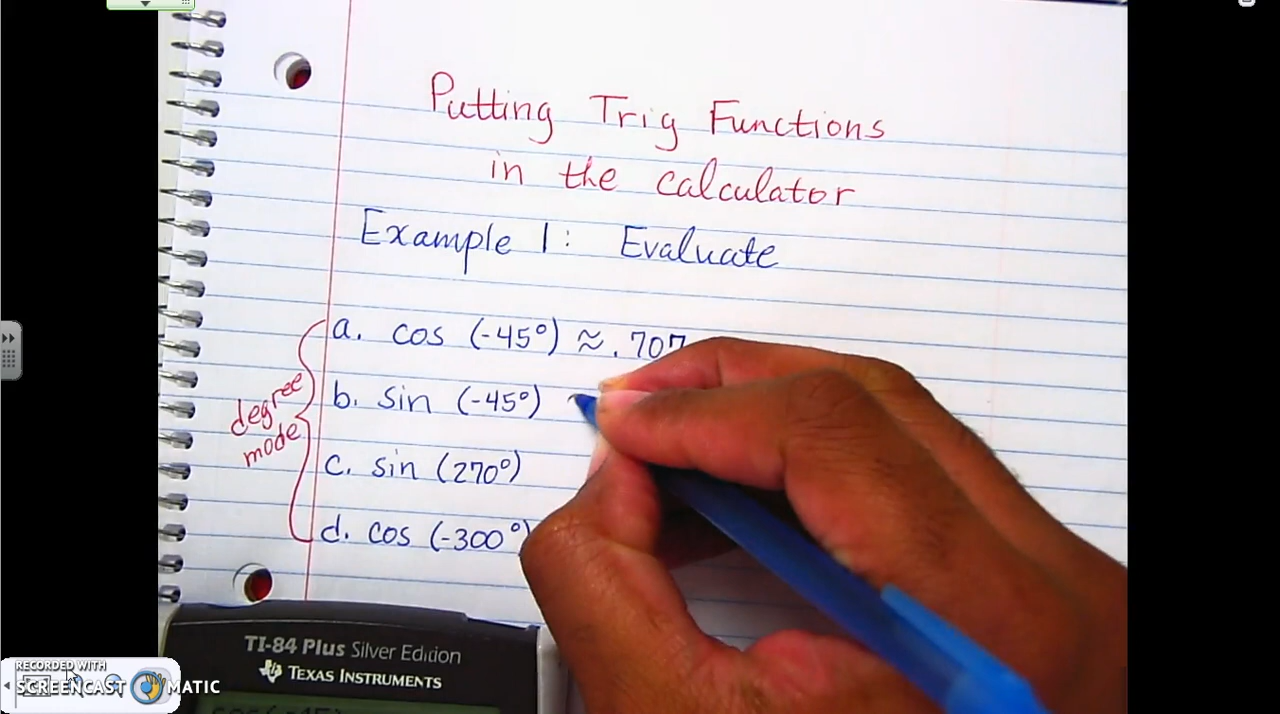 Putting Trig Functions
in the calculator
Example 1: Evaluate
a. cos (-45°) ≈ .707
b. sin (-45°)
c. sin (270°)
d. cos (-300°)
degree
mode
TI-84 Plus Silver Edition
TEXAS INSTRUMENTS
RECORDED WITH
SCREENCAST MATIC